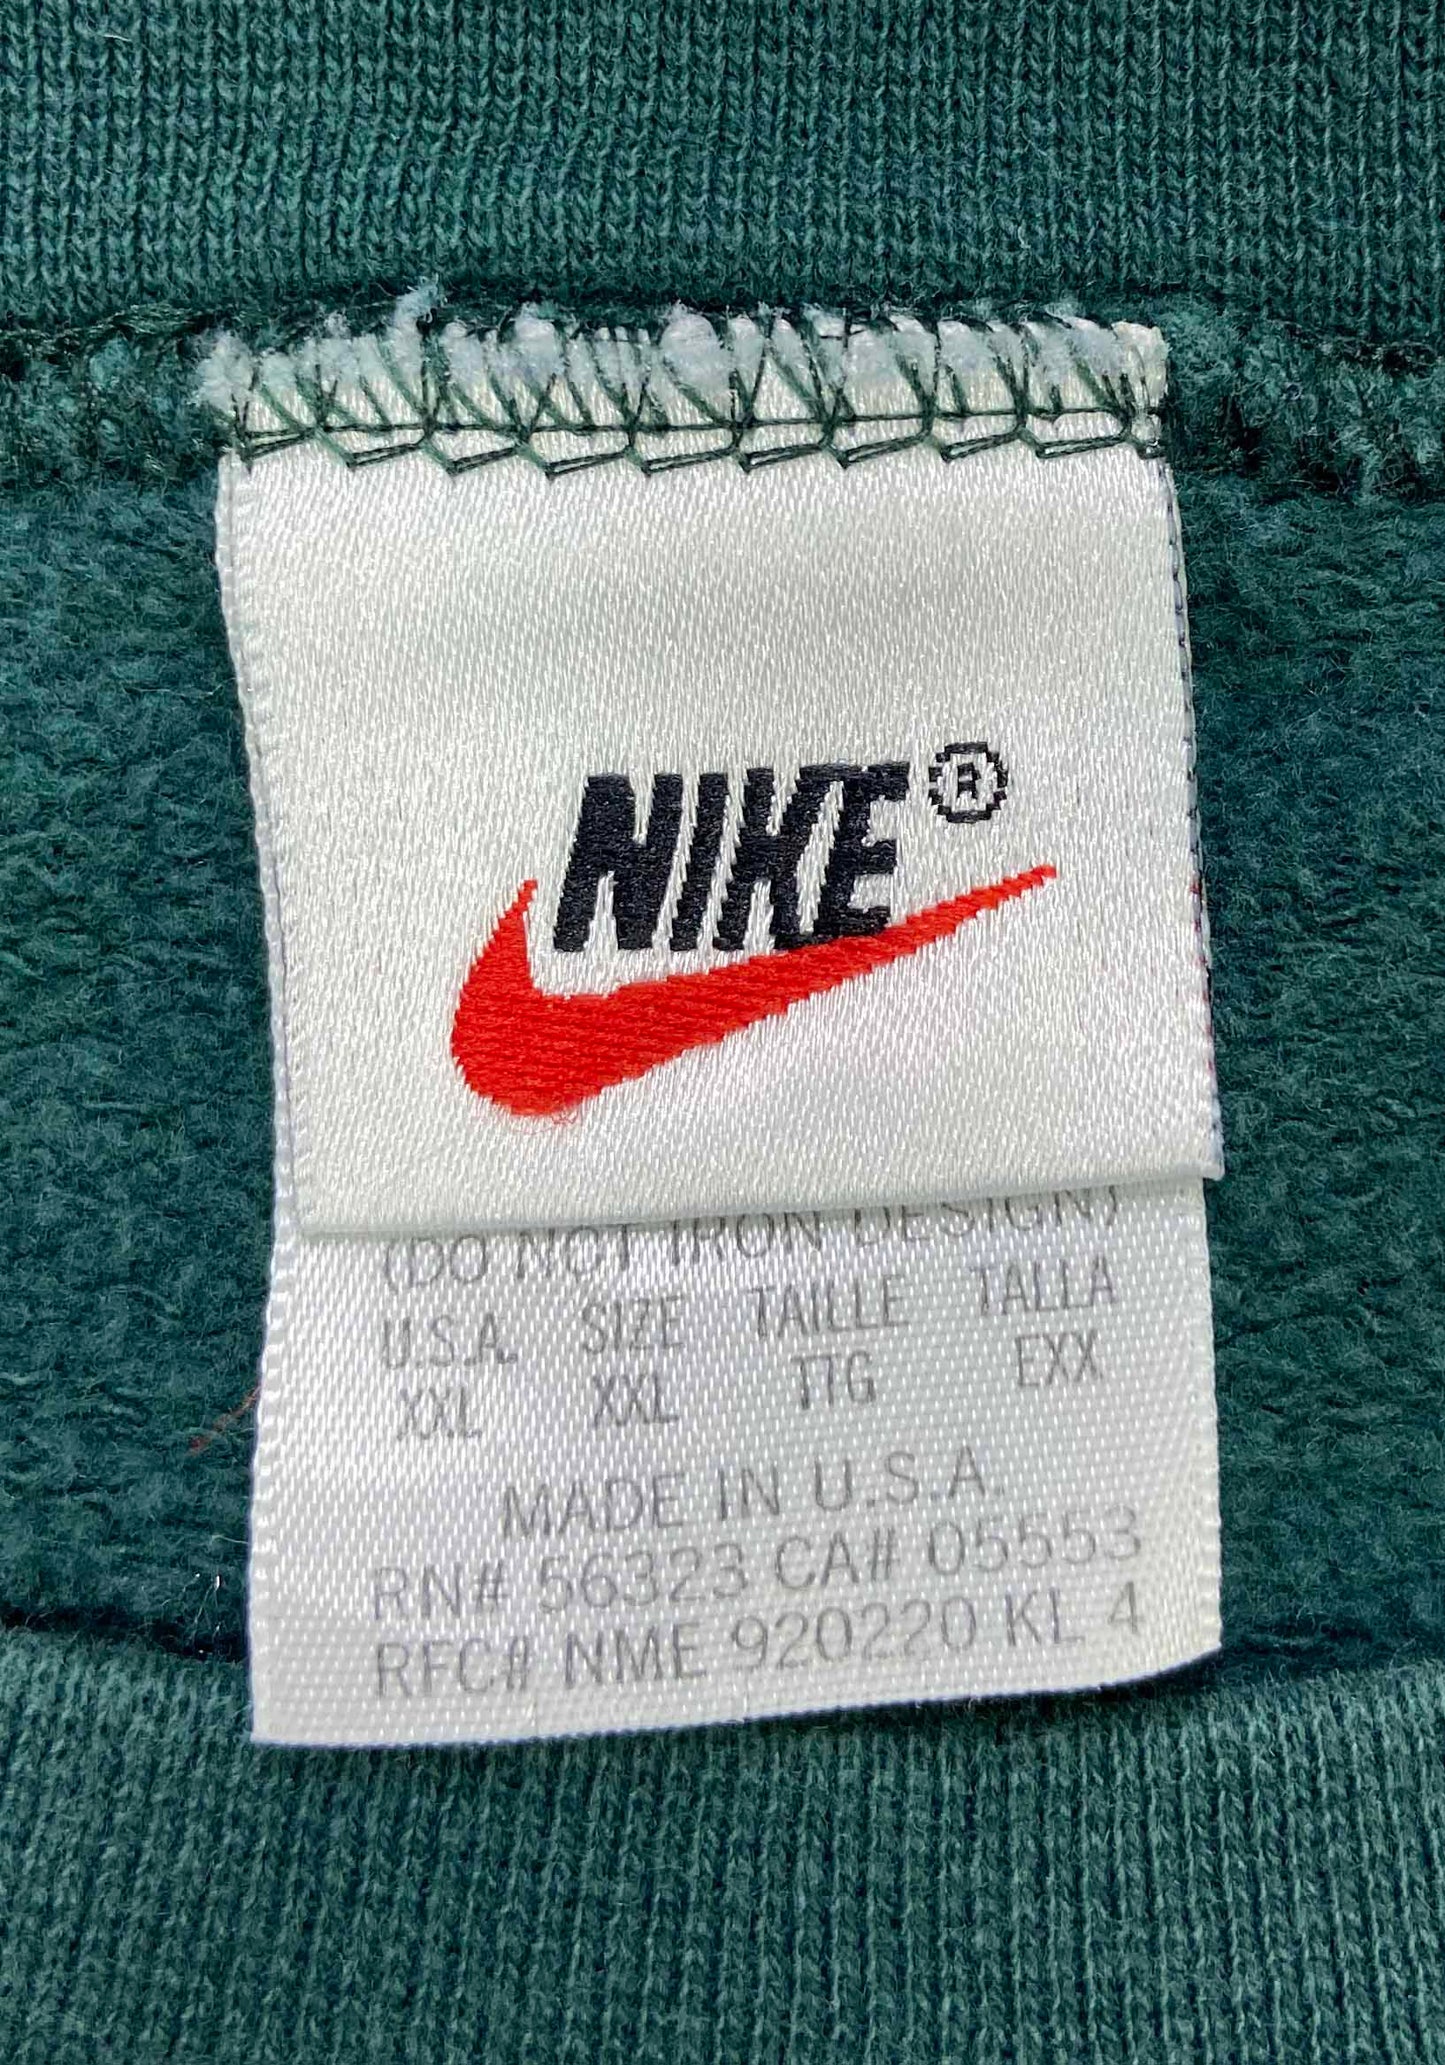 NIKE®
(DO NOT IRON DESIGN)
U.S.A. SIZE TAILLE TALLA
XXL XXL TTG EXX
MADE IN U.S.A.
RN# 56323 CA# 05553
RFC# NME 920220 KL 4